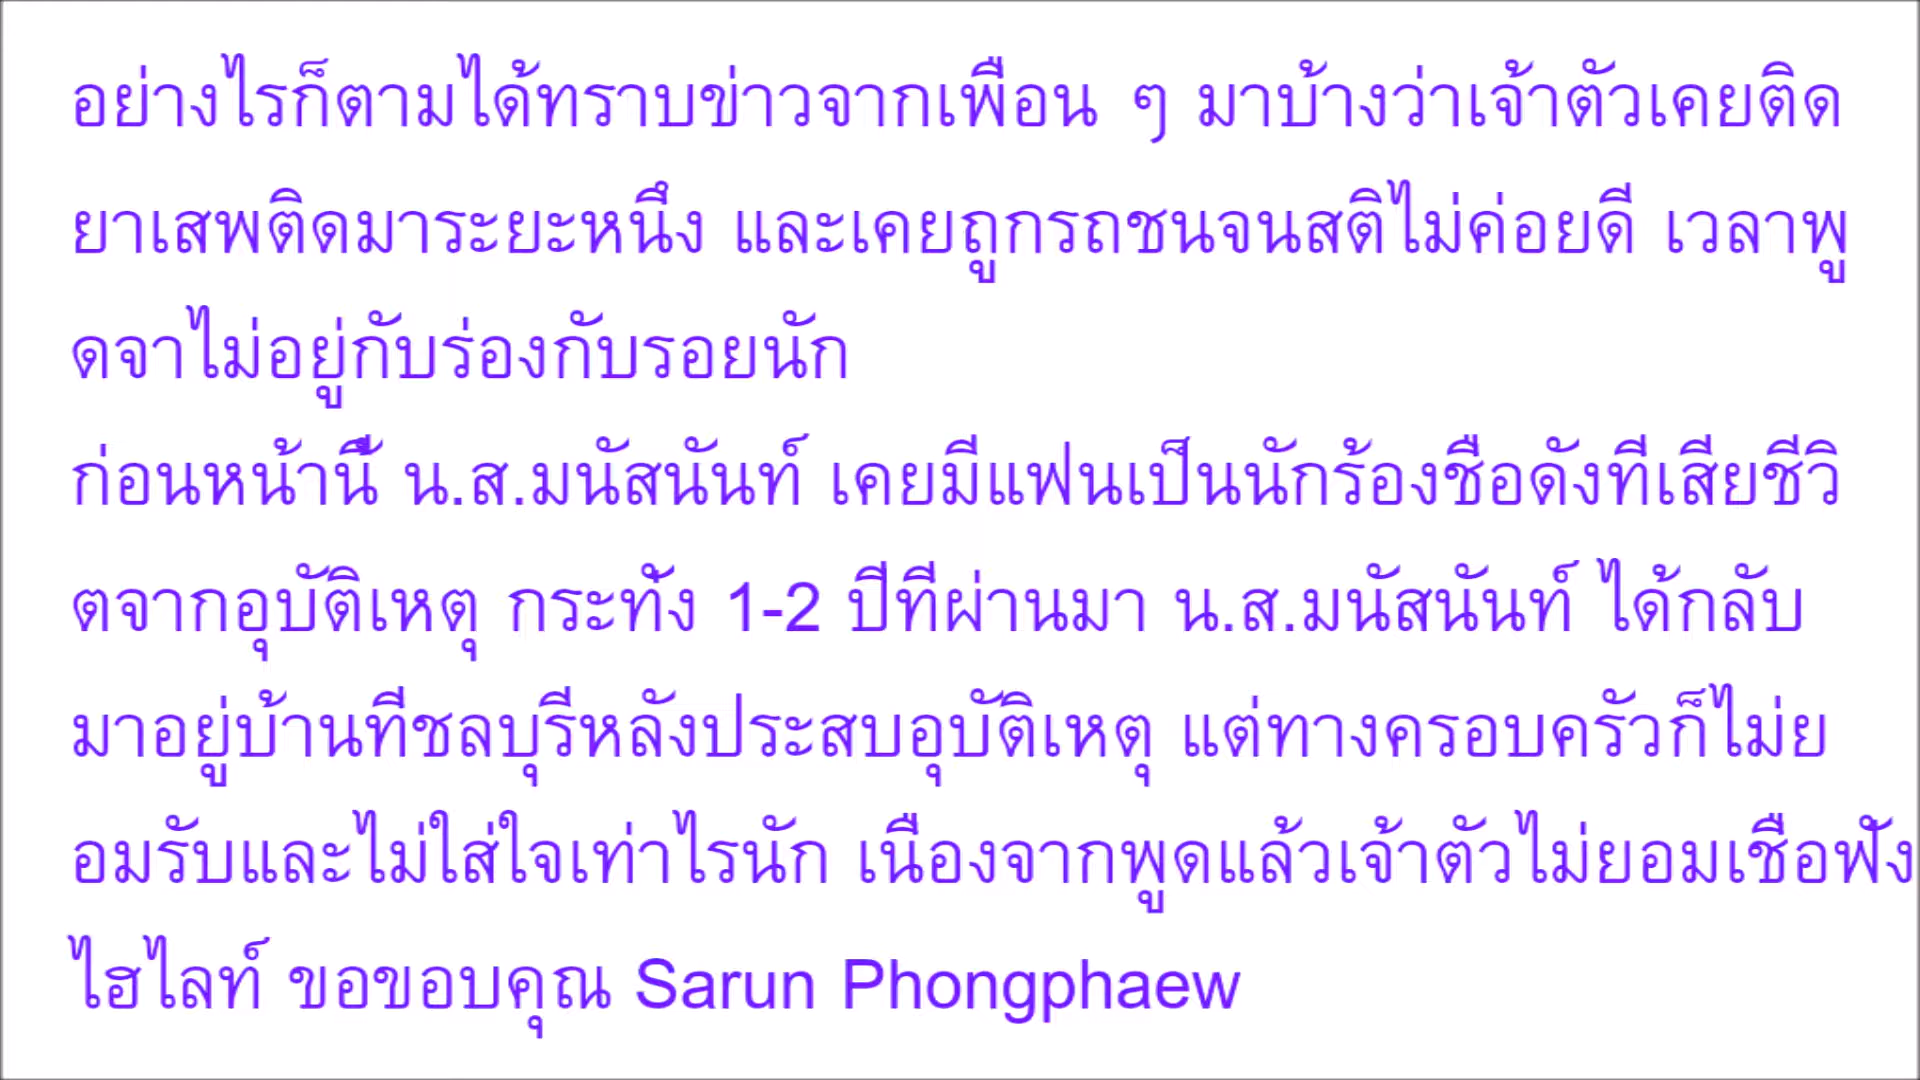 อย่างไรก็ตามได้ทราบข่าวจากเพื่อน ๆ มาบ้างว่าเจ้าตัวเคยติด
ยาเสพติดมาระยะหนึ่ง และเคยถูกรถชนจนสติไม่ค่อยดี เวลาพู
ดจาไม่อยู่กับร่องกับรอยนัก
ก่อนหน้านี้ น.ส.มนัสนันท์ เคยมีแฟนเป็นนักร้องชื่อดังที่เสียชีวิ
ตจากอุบัติเหตุ กระทั่ง 1-2 ปีที่ผ่านมา น.ส.มนัสนันท์ ได้กลับ
มาอยู่บ้านที่ชลบุรีหลังประสบอุบัติเหตุ แต่ทางครอบครัวก็ไม่ย
อมรับและไม่ใส่ใจเท่าไรนัก เนื่องจากพูดแล้วเจ้าตัวไม่ยอมเชื่อฟัง
ไฮไลท์ ขอขอบคุณ Sarun Phongphaew